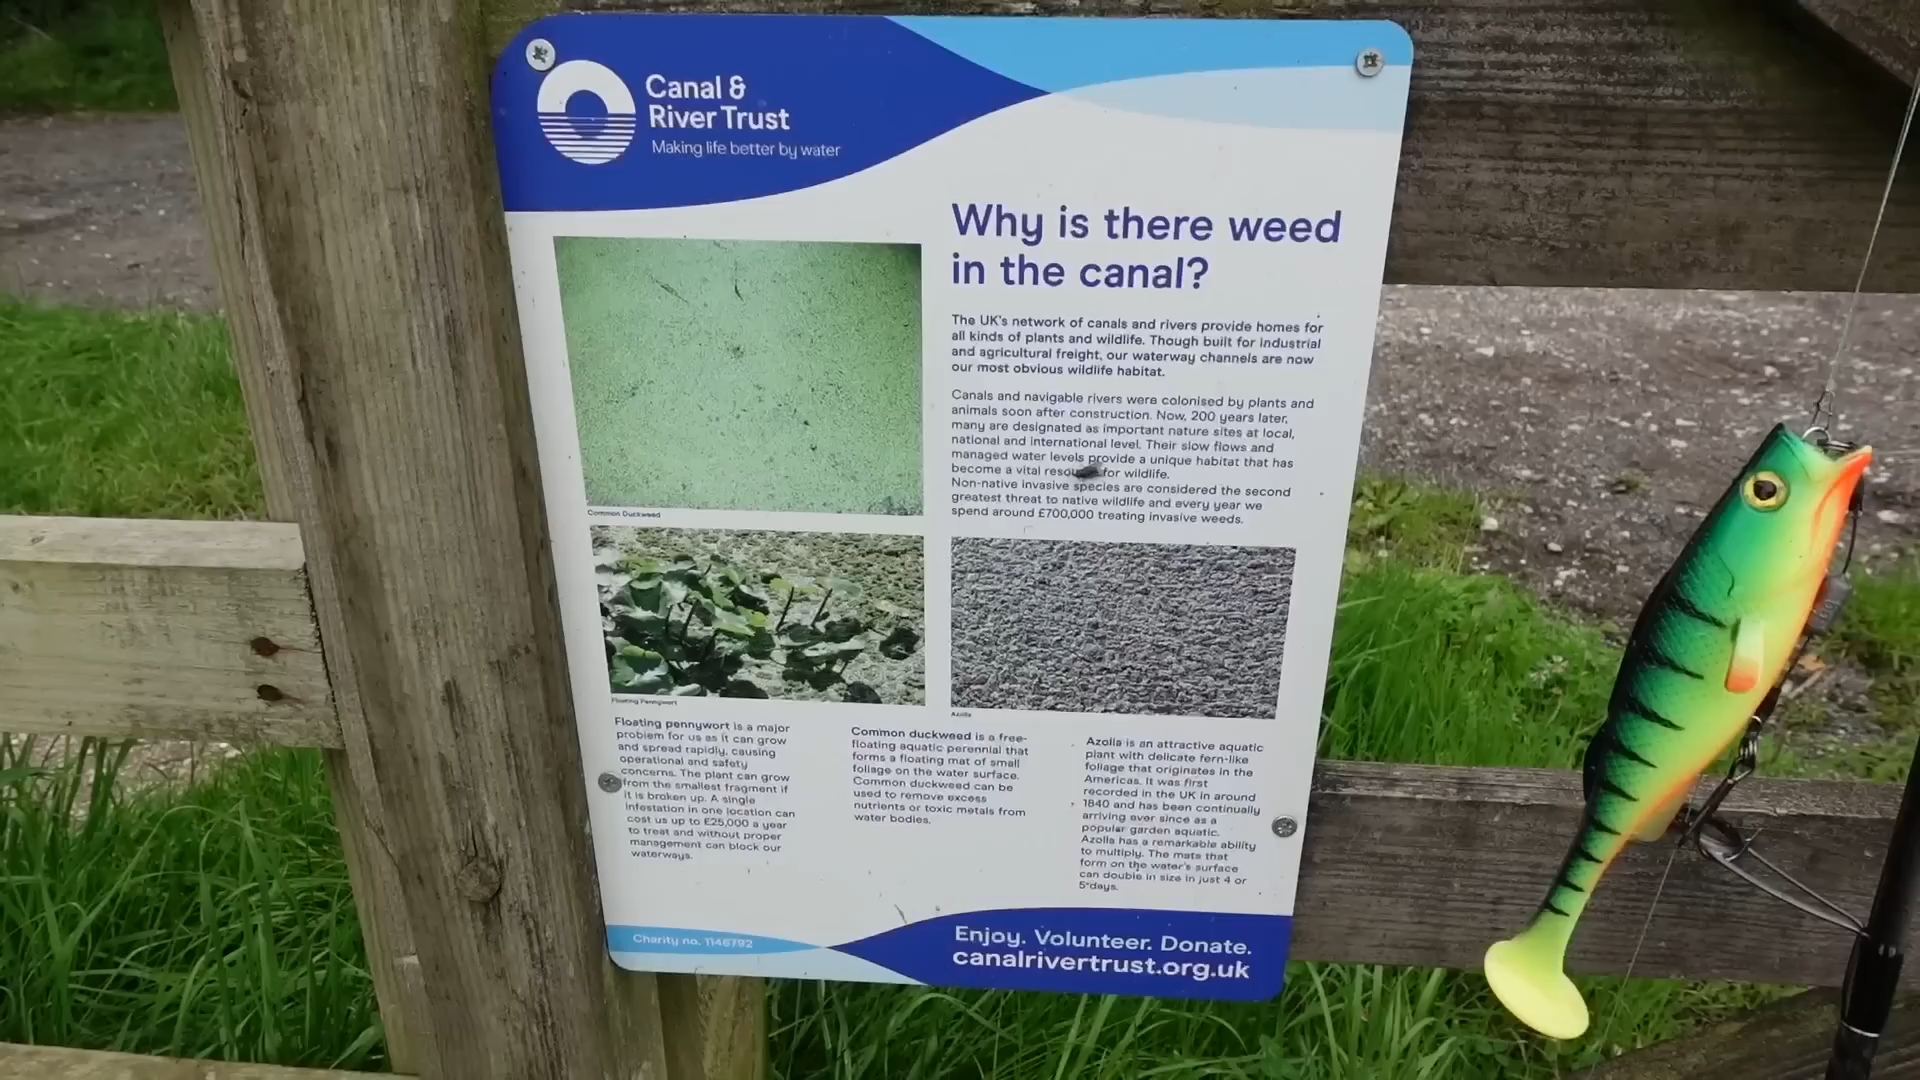 Canal &
River Trust
Making life better by water
Why is there weed
in the canal?
The UK's network of canals and rivers provide homes for
all kinds of plants and wildlife. Though built for industrial
and agricultural freight, our waterway channels are now
our most obvious wildlife habitat.
Canals and navigable rivers were colonised by plants and
animals soon after construction. Now, 200 years later,
many are designated as important nature sites at local,
national and international level. Their slow flows and
managed water levels provide a unique habitat that has
become a vital for wildlife.
Non-native invasive species are considered the second
greatest threat to native wildlife and every year we
spend around £700,000 treating invasive weeds.
Common Duckweed
Floating Pennywort
Azolla
Floating pennywort is a major
problem for us as it can grow
and spread rapidly, causing
operational and safety
concerns. The plant can grow
from the smallest fragment if
it is broken up. A single
infestation in one location can
cost us up to £25,000 a year
to treat and without proper
management can block our
waterways.
Common duckweed is a free-
floating aquatic perennial that
forms a floating mat of small
foliage on the water surface.
Common duckweed can be
used to remove excess
nutrients or toxic metals from
water bodies.
Azolla is an attractive aquatic
plant with delicate fern-like
foliage that originates in the
Americas. It was first
recorded in the UK in around
1840 and has been continually
arriving ever since as a
popular garden aquatic.
Azolla has a remarkable ability
to multiply. The mats that
form on the water's surface
can double in size in just 4 or
5 days.
Charity no. 1146792
Enjoy. Volunteer. Donate.
canalrivertrust.org.uk